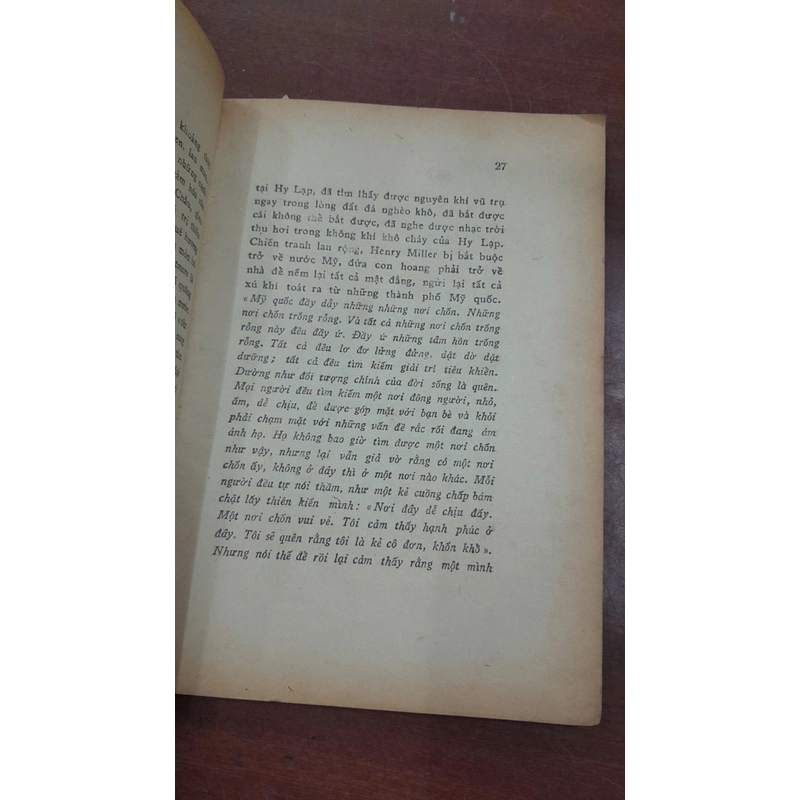 khoảng
những
trí
27
tại Hy Lạp, đã tìm thấy được nguyên khí vũ trụ
ngay trong lòng đất đá nghèo khô, đã bắt được
cái không thể bắt được, đã nghe được nhạc trời
thụ hơi trong không khí khô cháy của Hy Lạp.
Chiến tranh lan rộng, Henry Miller bị bắt buộc
trở về nước Mỹ, đứa con hoang phải trở về
nhà để nếm lại tất cả mật đắng, ngửi lại tất cả
xú khí toát ra từ những thành phố Mỹ quốc.
« Mỹ quốc đầy dẫy những những nơi chốn. Những
nơi chốn trống rỗng. Và tất cả những nơi chốn trống
rỗng này đều đầy ứ. Đầy ứ những tâm hồn trống
rỗng. Tất cả đều lơ đơ lửng đửng, dật dờ dật
dưỡng ; tất cả đều tìm kiếm giải trí tiêu khiển.
Dường như đối tượng chính của đời sống là quên.
Mọi người đều tìm kiếm một nơi đông người, nhỏ,
ấm, dễ chịu, để được góp mặt với bạn bè và khỏi
phải chạm mặt với những vấn đề rắc rối đang ám
ảnh họ. Họ không bao giờ tìm được một nơi chốn
như vậy, nhưng lại vẫn giả vờ rằng có một nơi
chốn ấy, không ở đây thì ở một nơi nào khác. Mỗi
người đều tự nói thầm, như một kẻ cuồng chấp bám
chặt lấy thiên kiến mình : « Nơi đây dễ chịu đấy.
Một nơi chốn vui vẻ. Tôi cảm thấy hạnh phúc ở
đây. Tôi sẽ quên rằng tôi là kẻ cô đơn, khốn khổ ».
Nhưng nói thế để rồi lại cảm thấy rằng một mình